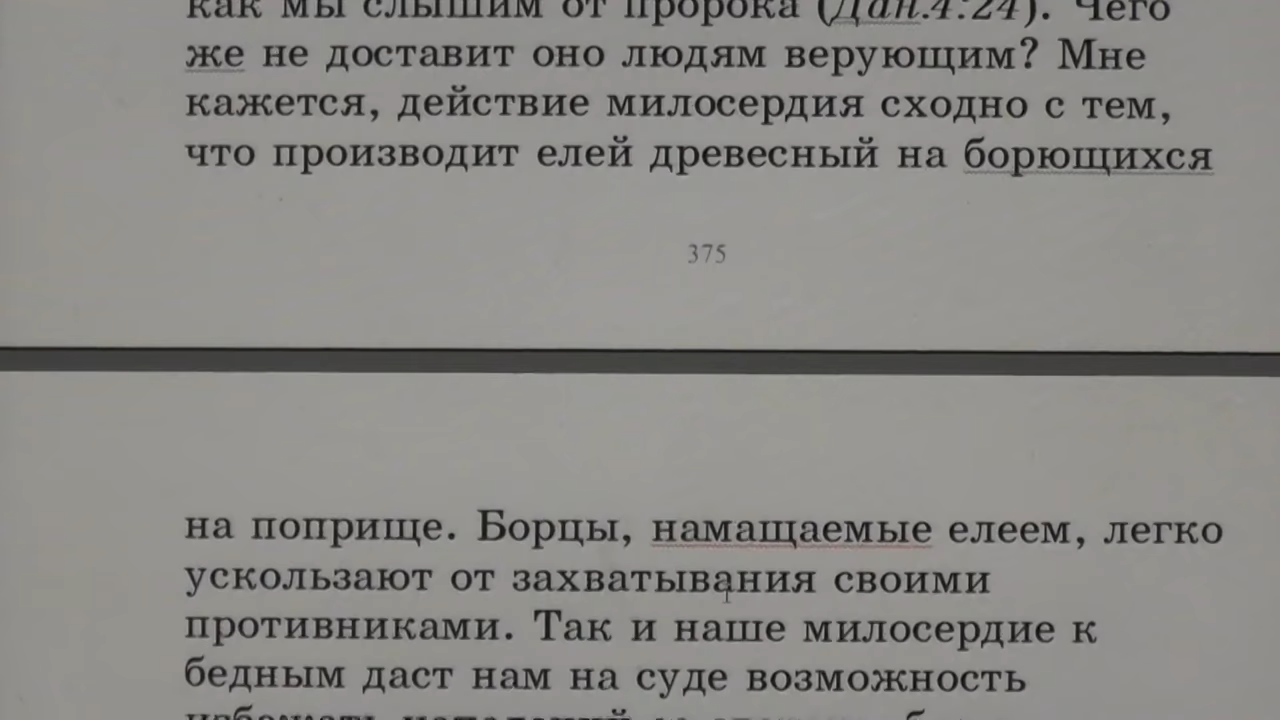 как мы слышим от пророка (Дан.4:24). Чего
же не доставит оно людям верующим? Мне
кажется, действие милосердия сходно с тем,
что производит елей древесный на борющихся
375
на поприще. Борцы, намащаемые елеем, легко
ускользают от захватывания своими
противниками. Так и наше милосердие к
бедным даст нам на суде возможность